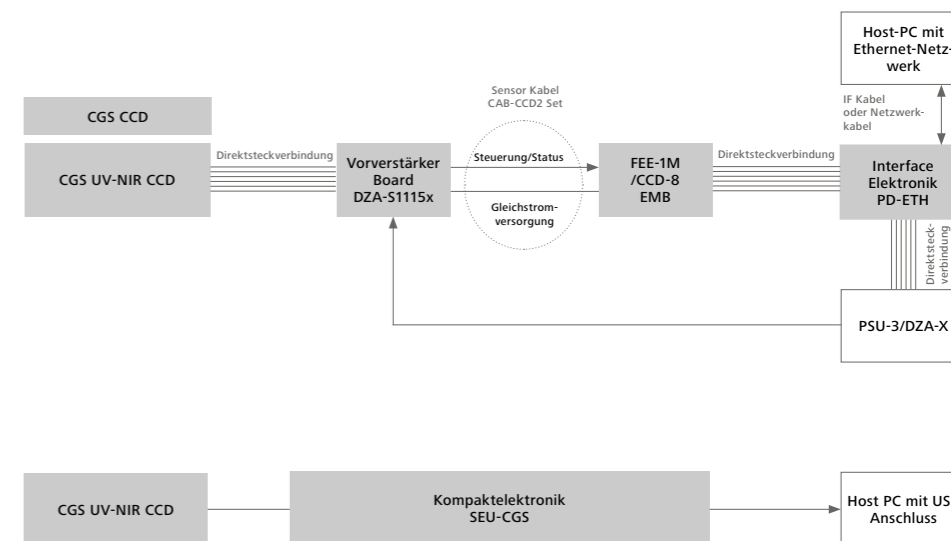 Host-PC mit
Ethernet-Netz-
werk
Sensor Kabel
CAB-CCD2 Set
IF Kabel
oder Netzwerk-
kabel
CGS CCD
Direktsteckverbindung
CGS UV-NIR CCD
Vorverstärker
Board
DZA-S1115x
Steuerung/Status
Gleichstrom-
versorgung
FEE-1M
/CCD-8
EMB
Direktsteckverbindung
Interface
Elektronik
PD-ETH
Direktsteck-
verbindung
PSU-3/DZA-X
CGS UV-NIR CCD
Kompaktelektronik
SEU-CGS
Host PC mit US
Anschluss